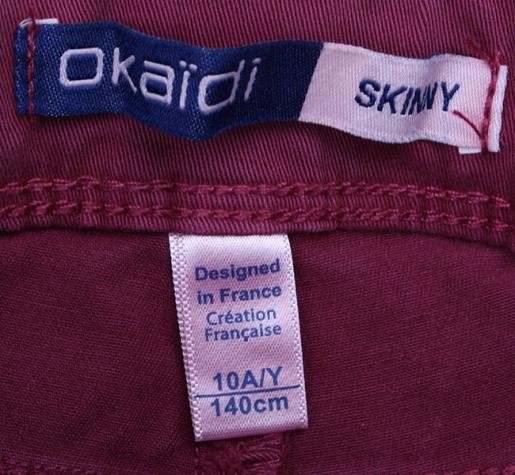 okaïdi SKINNY
Designed
in France
Création
Française
10A/Y
140cm